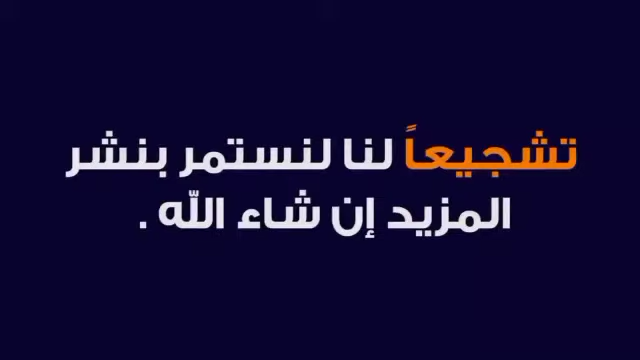 تشجيعاً لنا لنستمر بنشر
المزيد إن شاء الله .